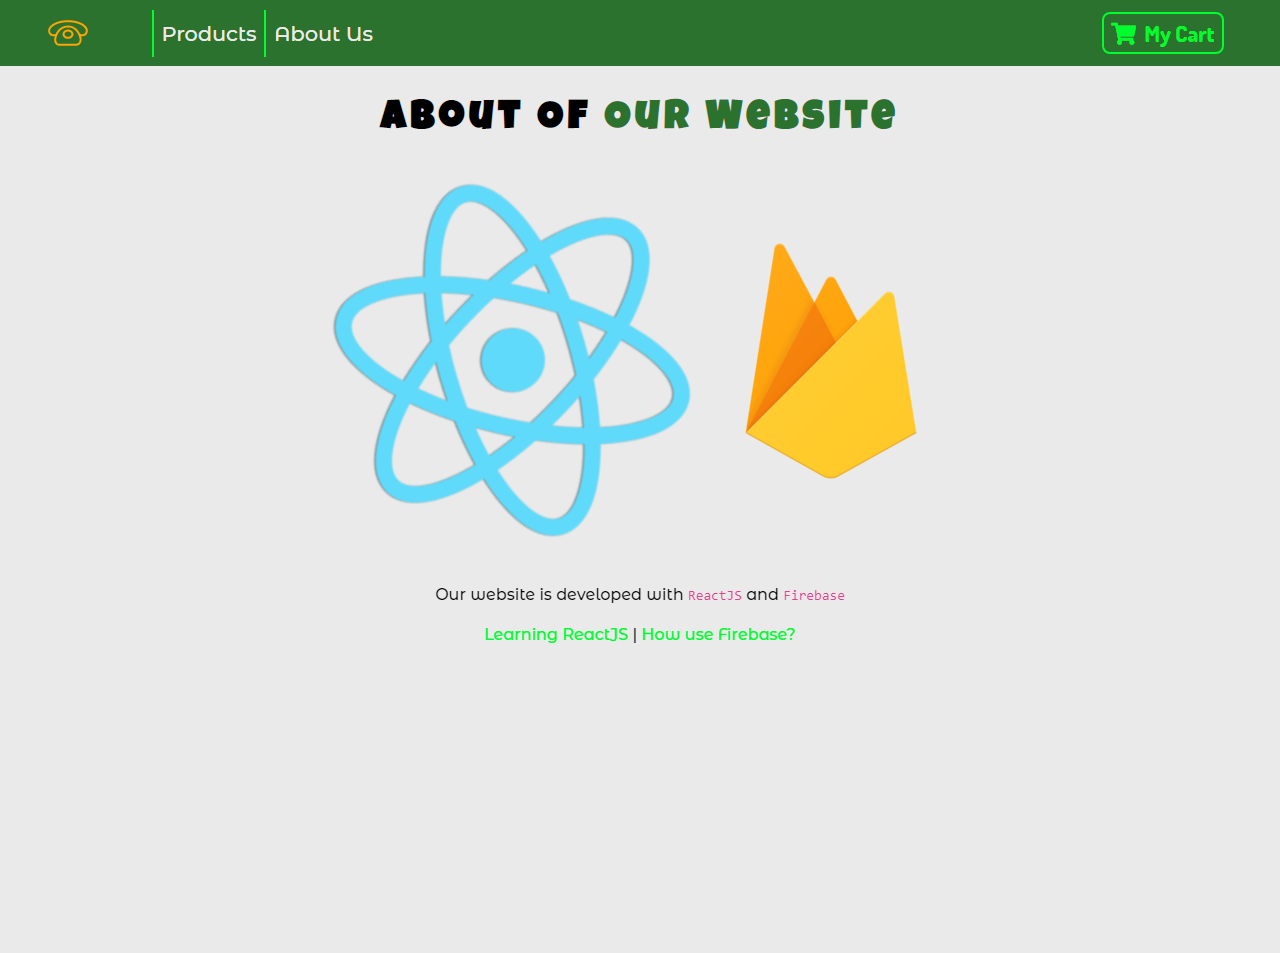 Products
About Us
My Cart
About of our website
Our website is developed with ReactJS and Firebase
Learning ReactJS | How use Firebase?